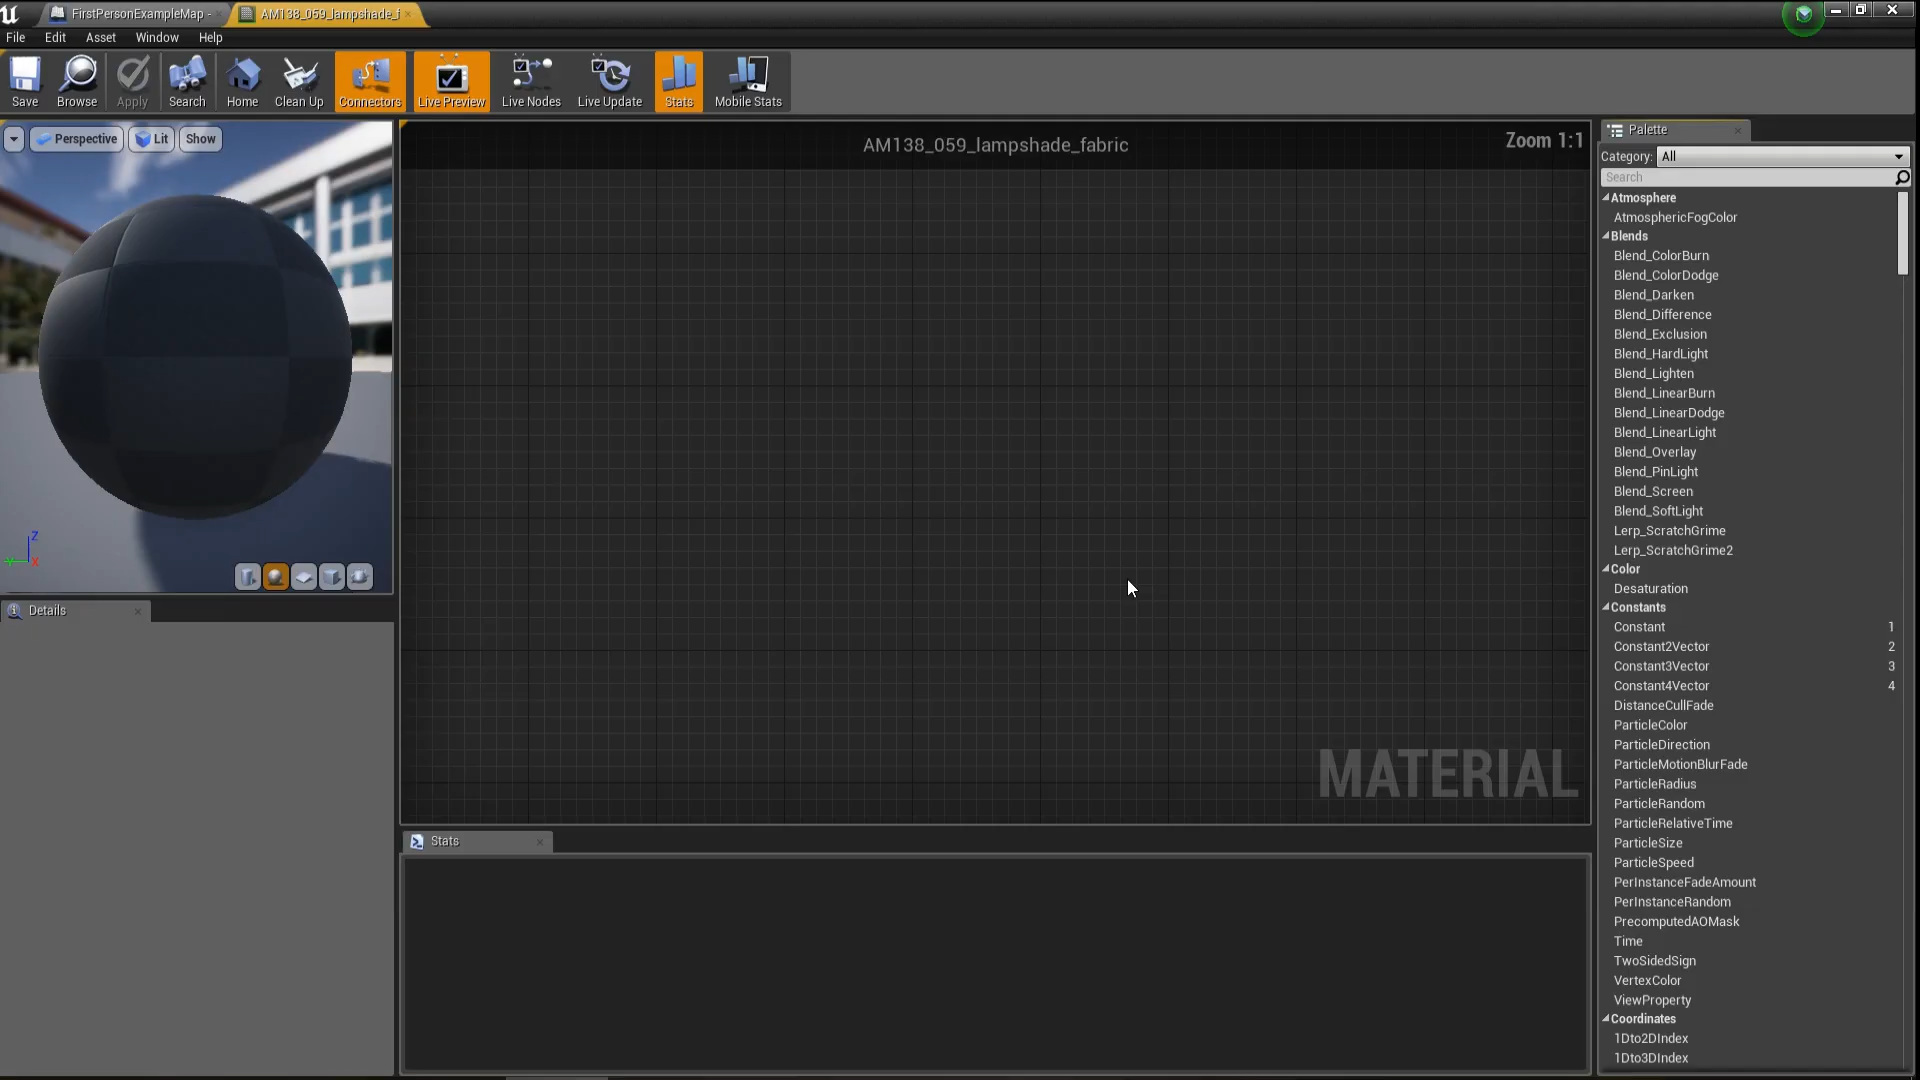 FirstPersonExampleMap -
AM138_059_lampshade_f
File Edit Asset Window Help
Save Browse Apply Search Home Clean Up Connectors Live Preview Live Nodes Live Update Stats Mobile Stats
Perspective Lit Show
AM138_059_lampshade_fabric
Zoom 1:1
Z
Y
X
MATERIAL
Details
Stats
Palette
Category: All
Search
Atmosphere
AtmosphericFogColor
Blends
Blend_ColorBurn
Blend_ColorDodge
Blend_Darken
Blend_Difference
Blend_Exclusion
Blend_HardLight
Blend_Lighten
Blend_LinearBurn
Blend_LinearDodge
Blend_LinearLight
Blend_Overlay
Blend_PinLight
Blend_Screen
Blend_SoftLight
Lerp_ScratchGrime
Lerp_ScratchGrime2
Color
Desaturation
Constants
Constant 1
Constant2Vector 2
Constant3Vector 3
Constant4Vector 4
DistanceCullFade
ParticleColor
ParticleDirection
ParticleMotionBlurFade
ParticleRadius
ParticleRandom
ParticleRelativeTime
ParticleSize
ParticleSpeed
PerInstanceFadeAmount
PerInstanceRandom
PrecomputedAOMask
Time
TwoSidedSign
VertexColor
ViewProperty
Coordinates
1Dto2DIndex
1Dto3DIndex